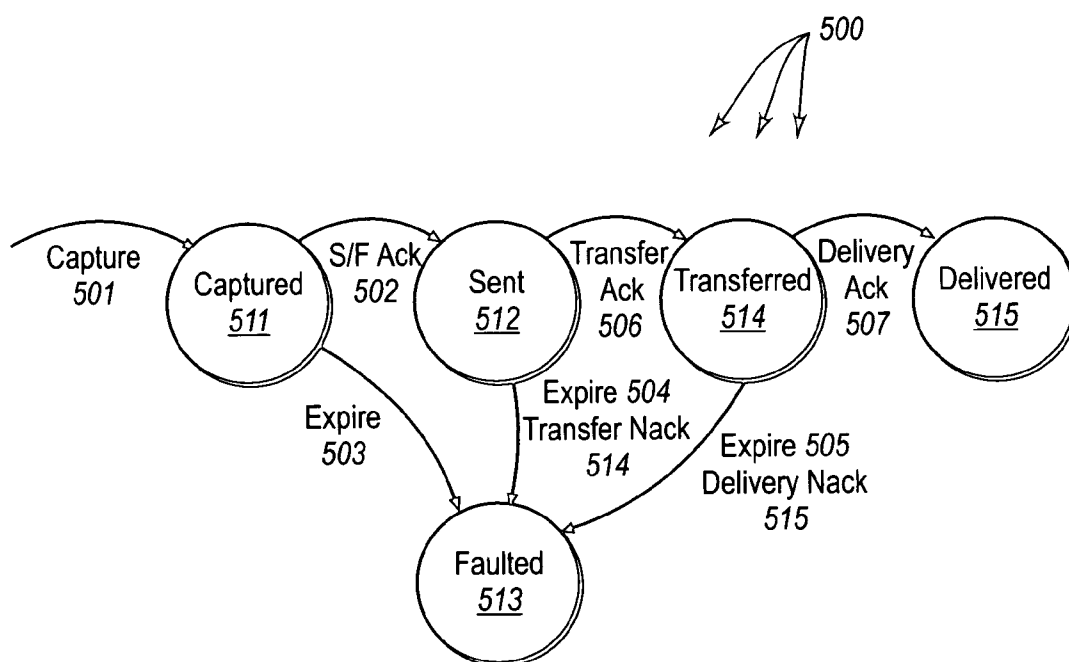 500
Capture
501
Captured
511
S/F Ack
502
Sent
512
Transfer
Ack
506
Transferred
514
Delivery
Ack
507
Delivered
515
Expire
503
Expire 504
Transfer Nack
514
Expire 505
Delivery Nack
515
Faulted
513